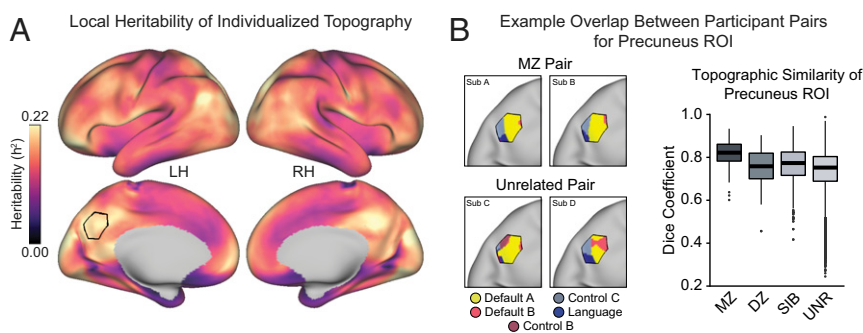 A
Local Heritability of Individualized Topography
0.22
Heritability (h²)
0.00
LH
RH
B
Example Overlap Between Participant Pairs
for Precuneus ROI
MZ Pair
Sub A
Sub B
Unrelated Pair
Sub C
Sub D
Default A
Control C
Default B
Language
Control B
Topographic Similarity of
Precuneus ROI
Dice Coefficient
1.0
0.8
0.6
0.4
0.2
MZ
DZ
SIB
UNR